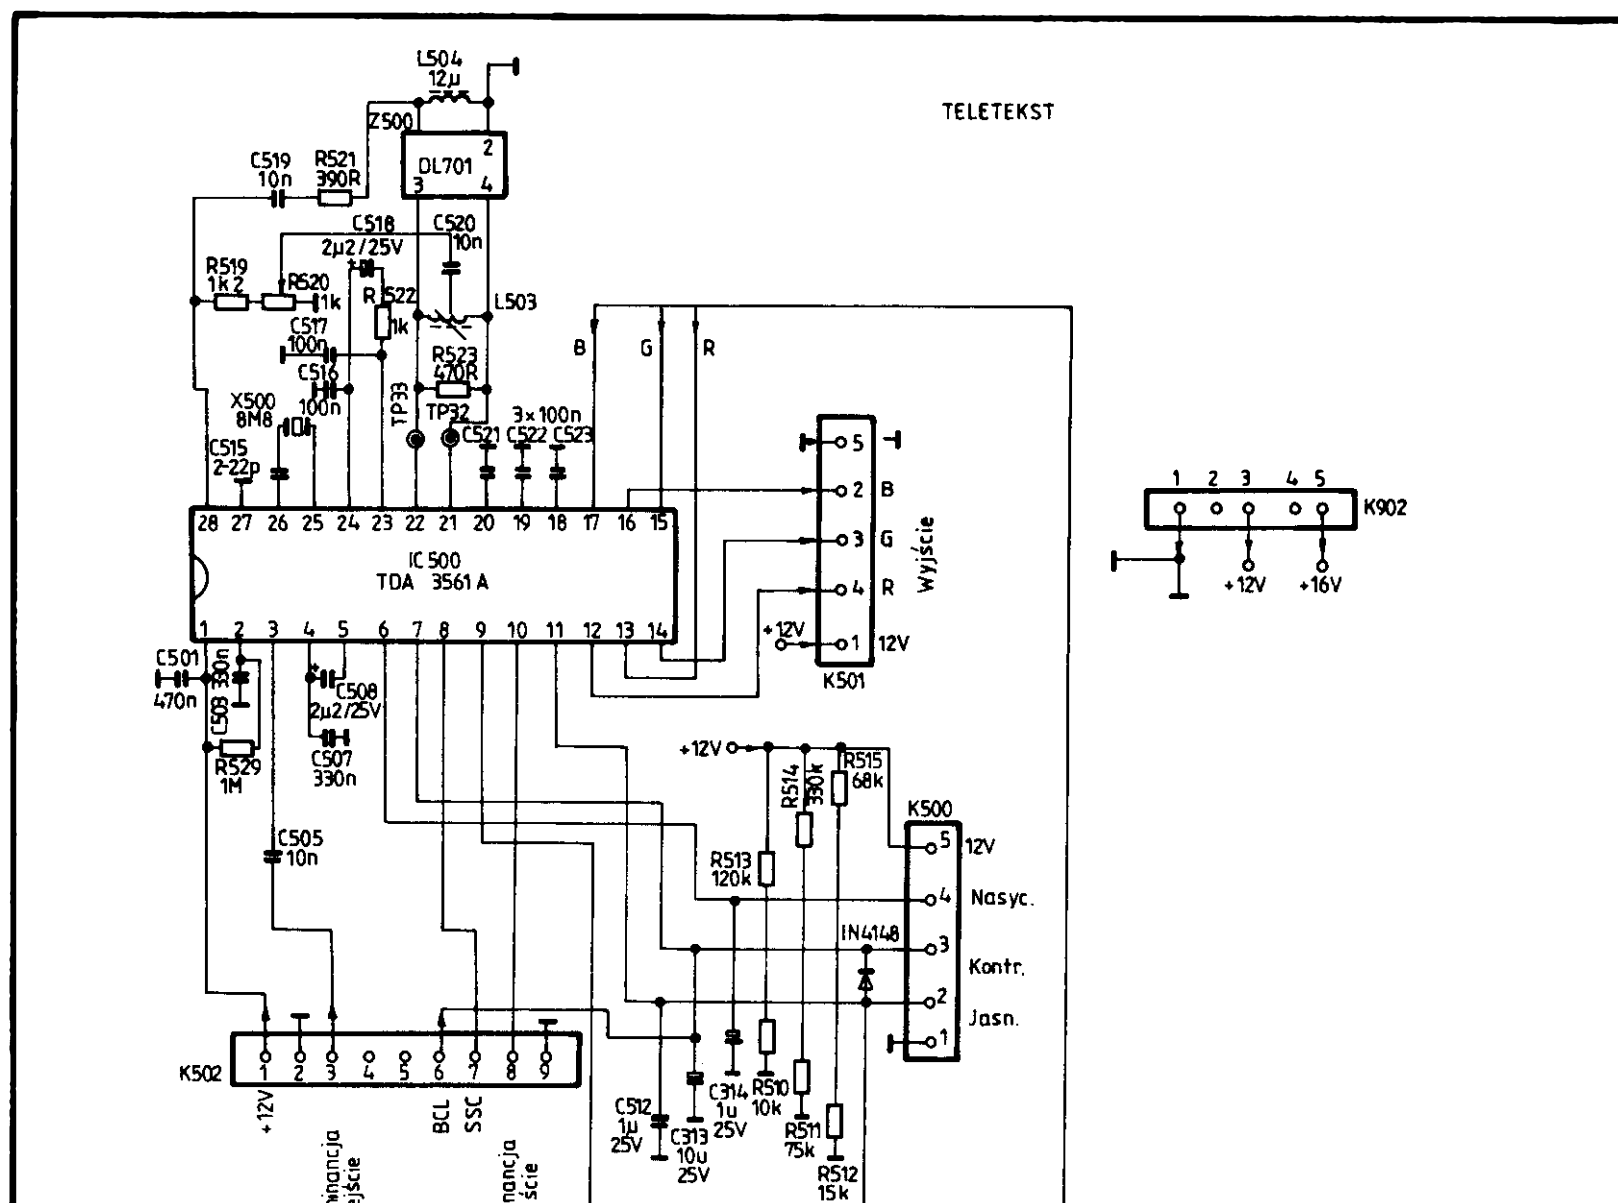 L504
12µ
TELETEKST
Z500
2
DL701
3 4
C519
10n
R521
390R
C518
2µ2/25V
C520
10n
R519
1k2
R520
1k
+
R522
1k
L503
C517
100n
B G R
R523
470R
C516
100n
X500
8M8
TP33
TP32
3×100n
C521 C522 C523
C515
2-22p
28 27 26 25 24 23 22 21 20 19 18 17 16 15
IC500
TDA 3561A
1 2 3 4 5 6 7 8 9 10 11 12 13 14
5
2 B
3 G
4 R
+12V
1 12V
K501
Wyjście
1 2 3 4 5
K902
+12V +16V
C501
470n
C503 330n
+
C508
2µ2/25V
R529
1M
C507
330n
C505
10n
+12V
R514
330k
R515
68k
K500
5 12V
R513
120k
4 Nasyc.
IN4148
3
Kontr.
2
Jasn.
1
K502
1 2 3 4 5 6 7 8 9
+12V
BCL
SSC
C512
1µ
25V
C313
10u
25V
C314
1u
25V
R510
10k
R511
75k
R512
15k
minancja
ejście
nancja
ście